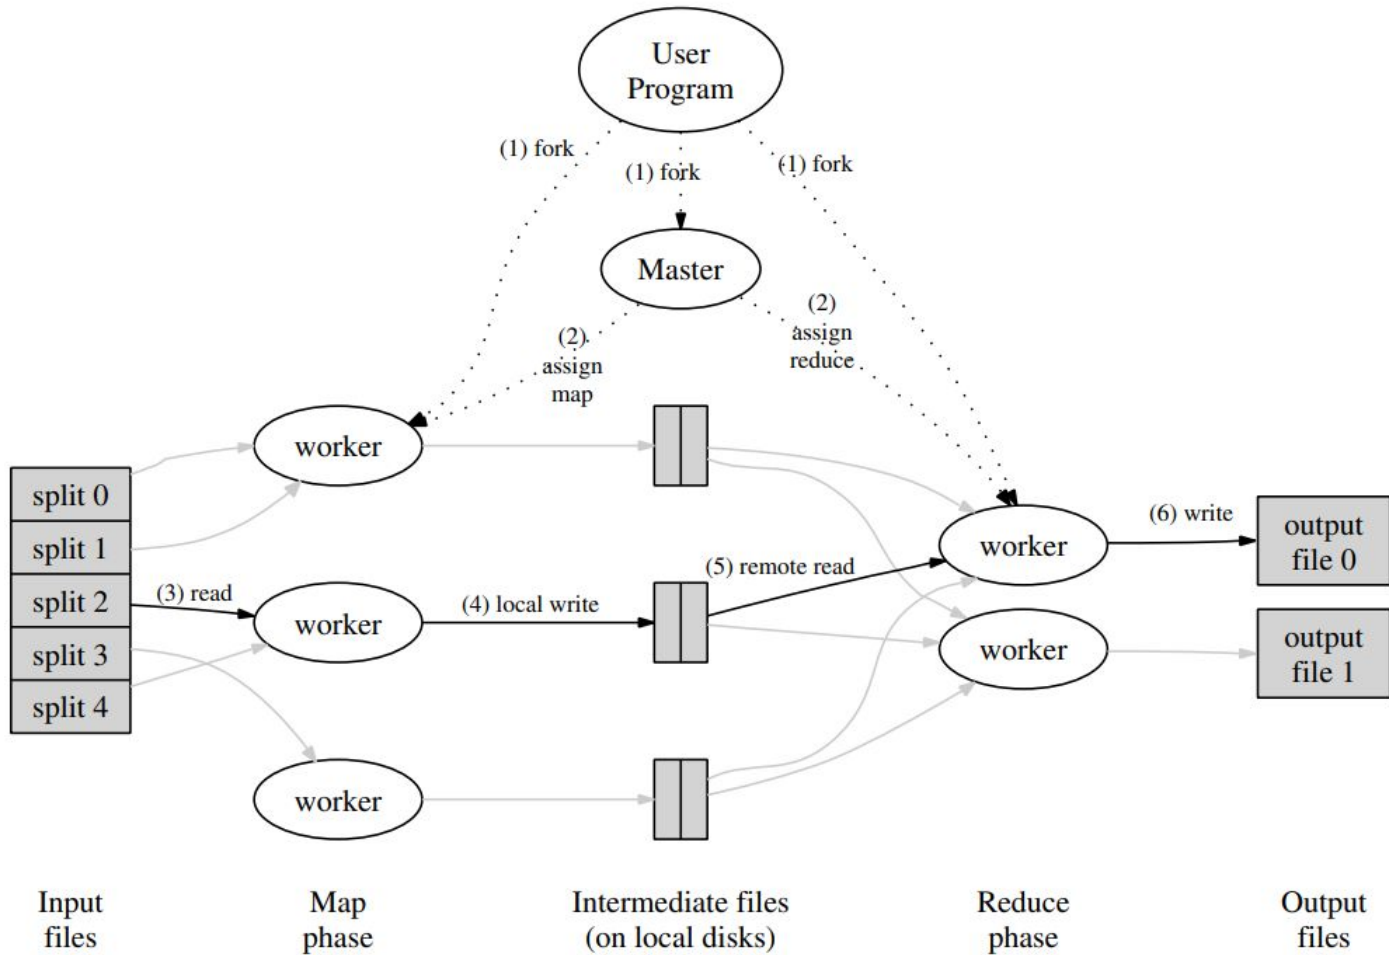 User
Program
(1) fork
(1) fork
(1) fork
Master
(2)
assign
map
(2)
assign
reduce
worker
split 0
split 1
split 2
split 3
split 4
(3) read
worker
(4) local write
(5) remote read
worker
(6) write
output
file 0
worker
output
file 1
worker
Input
files
Map
phase
Intermediate files
(on local disks)
Reduce
phase
Output
files